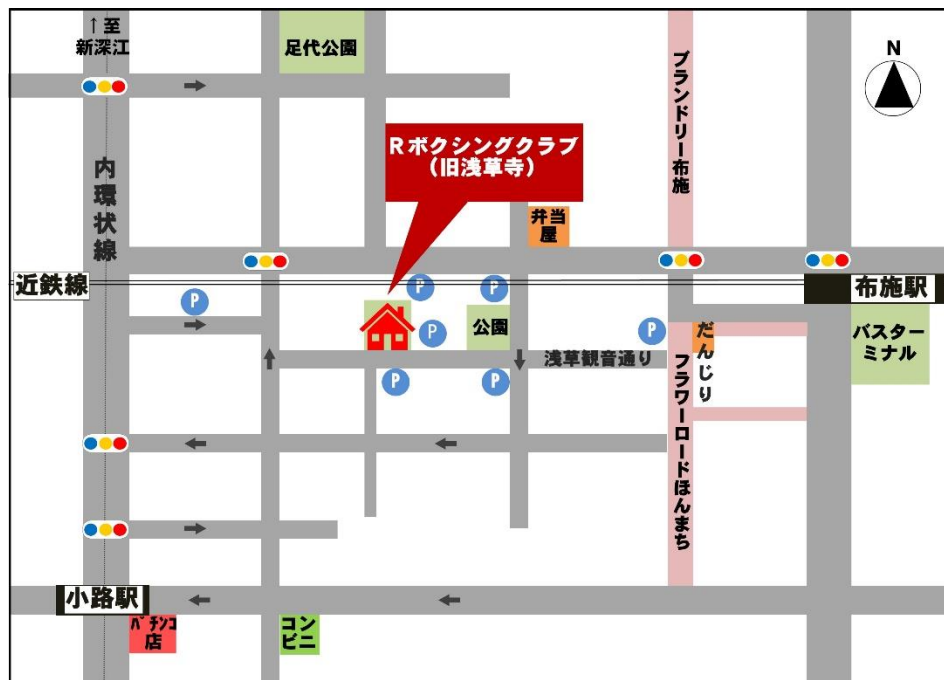 ↑至
新深江
足代公園
ブランドリー布施
N
Rボクシングクラブ
(旧浅草寺)
内環状線
弁当
屋
近鉄線
布施駅
P
P
P
P
公園
P
だんじり
バスター
ミナル
浅草観音通り
P
P
フラワーロードほんまち
小路駅
パチンコ
店
コン
ビニ